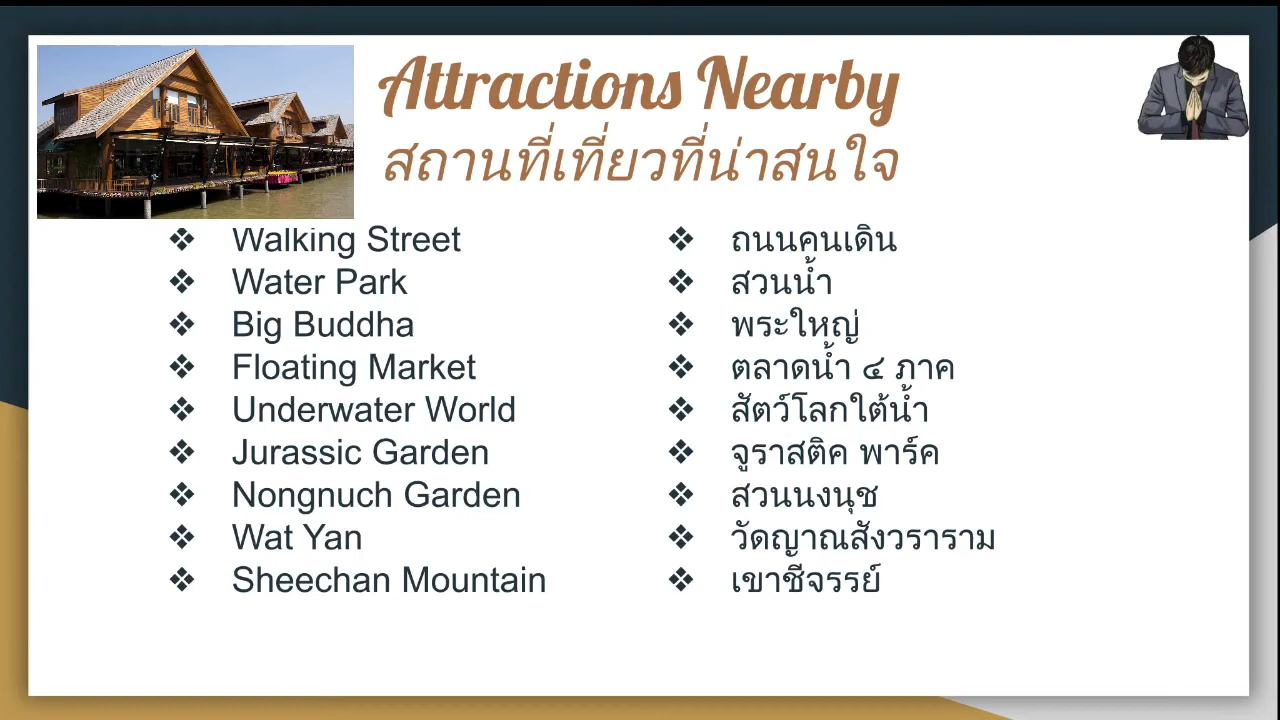 Attractions Nearby
สถานที่เที่ยวที่น่าสนใจ
❖ Walking Street
❖ Water Park
❖ Big Buddha
❖ Floating Market
❖ Underwater World
❖ Jurassic Garden
❖ Nongnuch Garden
❖ Wat Yan
❖ Sheechan Mountain
❖ ถนนคนเดิน
❖ สวนน้ำ
❖ พระใหญ่
❖ ตลาดน้ำ ๔ ภาค
❖ สัตว์โลกใต้น้ำ
❖ จูราสติค พาร์ค
❖ สวนนงนุช
❖ วัดญาณสังวราราม
❖ เขาชีจรรย์